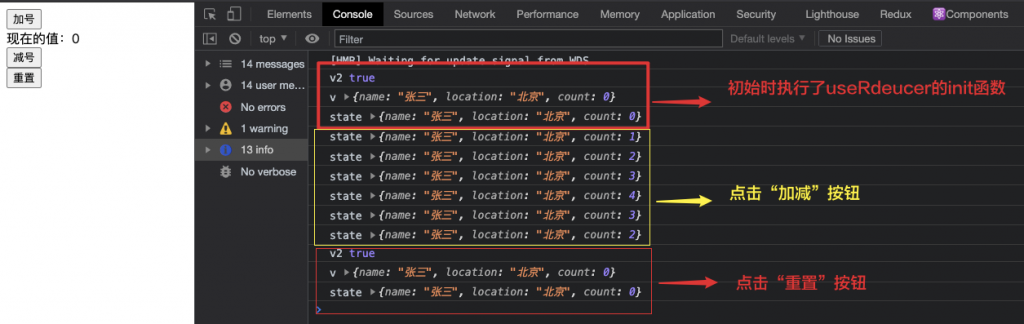 加号
现在的值：0
减号
重置
Elements Console Sources Network Performance Memory Application Security Lighthouse Redux Components
top Filter Default levels No Issues
14 messages
14 user me...
No errors
1 warning
13 info
No verbose
[HMR] Waiting for update signal from WDS...
v2 true
v {name: "张三", location: "北京", count: 0}
state {name: "张三", location: "北京", count: 0}
state {name: "张三", location: "北京", count: 1}
state {name: "张三", location: "北京", count: 2}
state {name: "张三", location: "北京", count: 3}
state {name: "张三", location: "北京", count: 4}
state {name: "张三", location: "北京", count: 3}
state {name: "张三", location: "北京", count: 2}
v2 true
v {name: "张三", location: "北京", count: 0}
state {name: "张三", location: "北京", count: 0}
初始时执行了useRdeucer的init函数
点击“加减”按钮
点击“重置”按钮